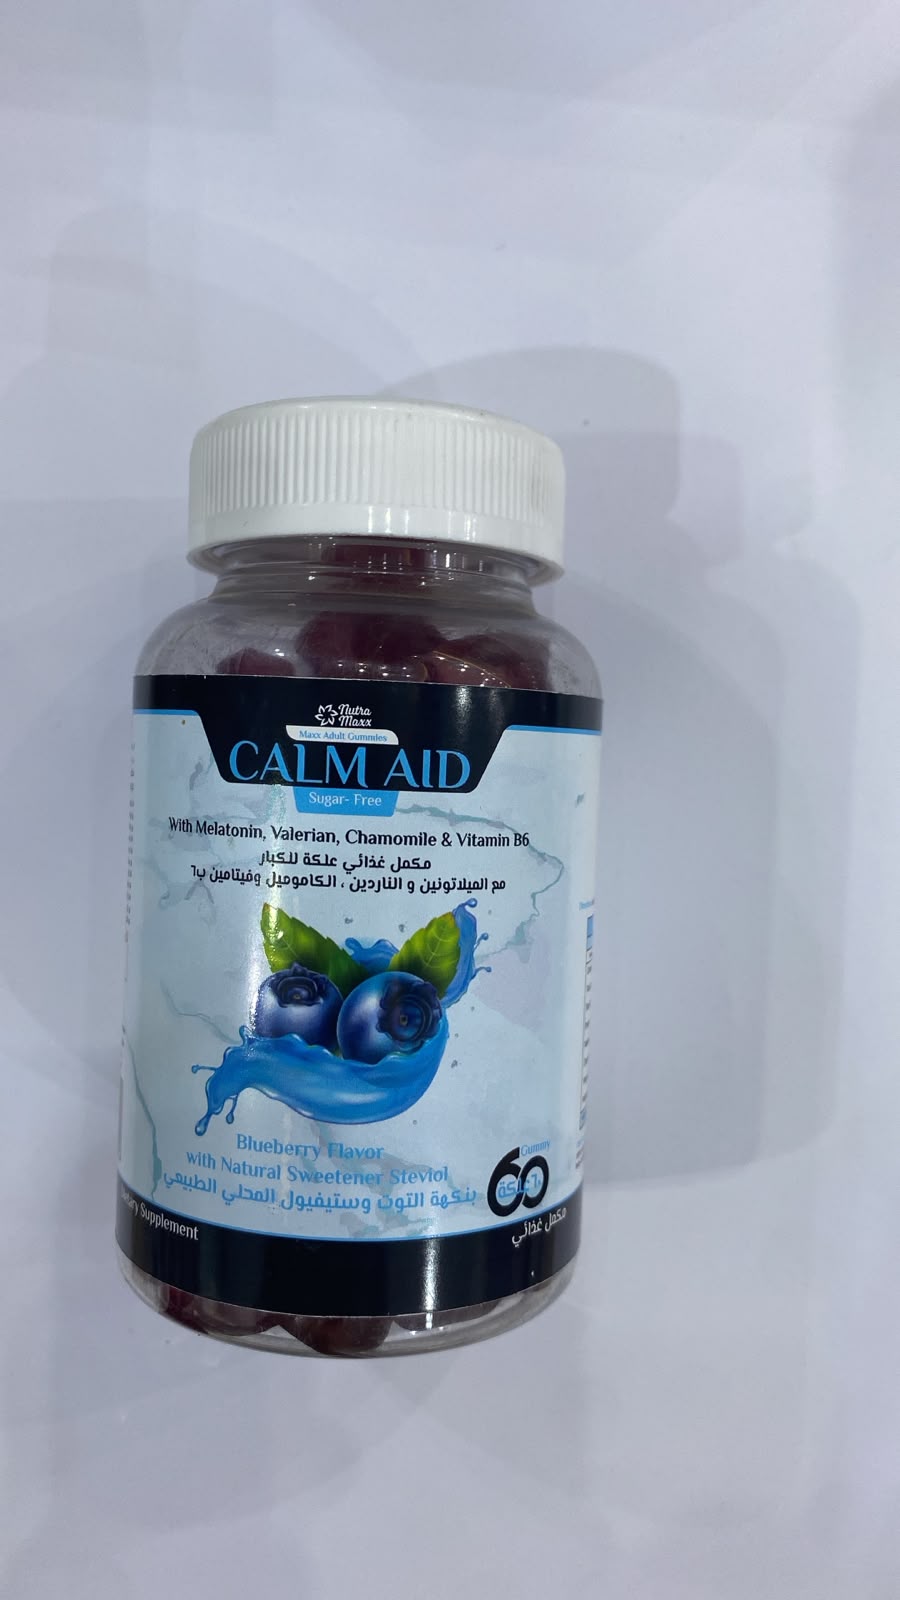 Nutra
Maxx
Maxx Adult Gummies
CALM AID
Sugar- Free
With Melatonin, Valerian, Chamomile & Vitamin B6
مكمل غذائي علكة للكبار
مع الميلاتونين و الناردين ، الكاموميل وفيتامين ب٦
Blueberry Flavor
with Natural Sweetener Steviol
بنكهة التوت وستيفيول المحلي الطبيعي
60
Gummy
٦٠ علكة
Supplement
مكمل غذائي